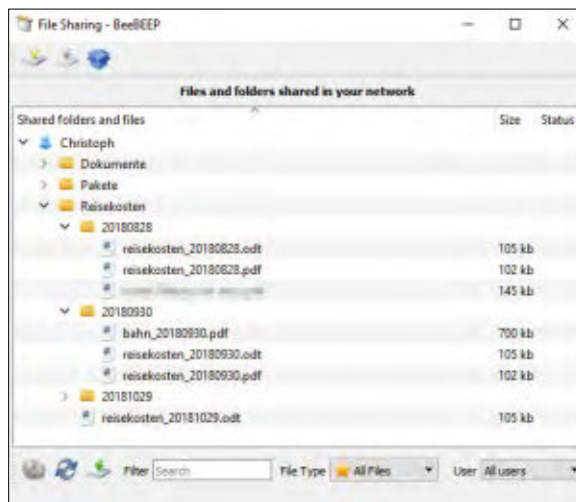 File Sharing - BeeBEEP
Files and folders shared in your network
Shared folders and files Size Status
Christoph
Dokumente
Pakete
Reisekosten
20180828
reisekosten_20180828.odt 105 kb
reisekosten_20180828.pdf 102 kb
145 kb
20180930
bahn_20180930.pdf 700 kb
reisekosten_20180930.odt 105 kb
reisekosten_20180930.pdf 102 kb
20181029
reisekosten_20181029.odt 105 kb
Filter Search File Type All Files User All users